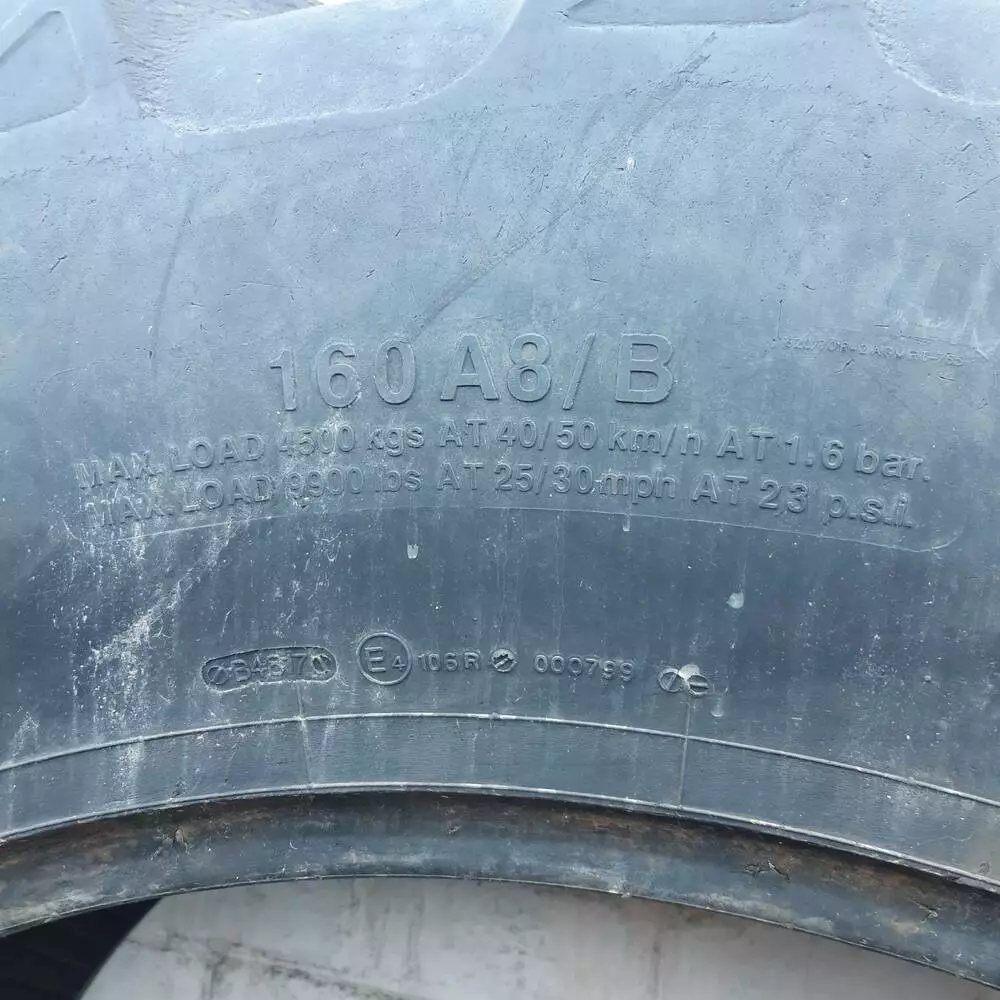 160 A8/B
MAX. LOAD 4500 kgs AT 40/50 km/h AT 1.6 bar.
MAX. LOAD 9900 lbs AT 25/30 mph AT 23 p.s.i.
E4 106R 000799